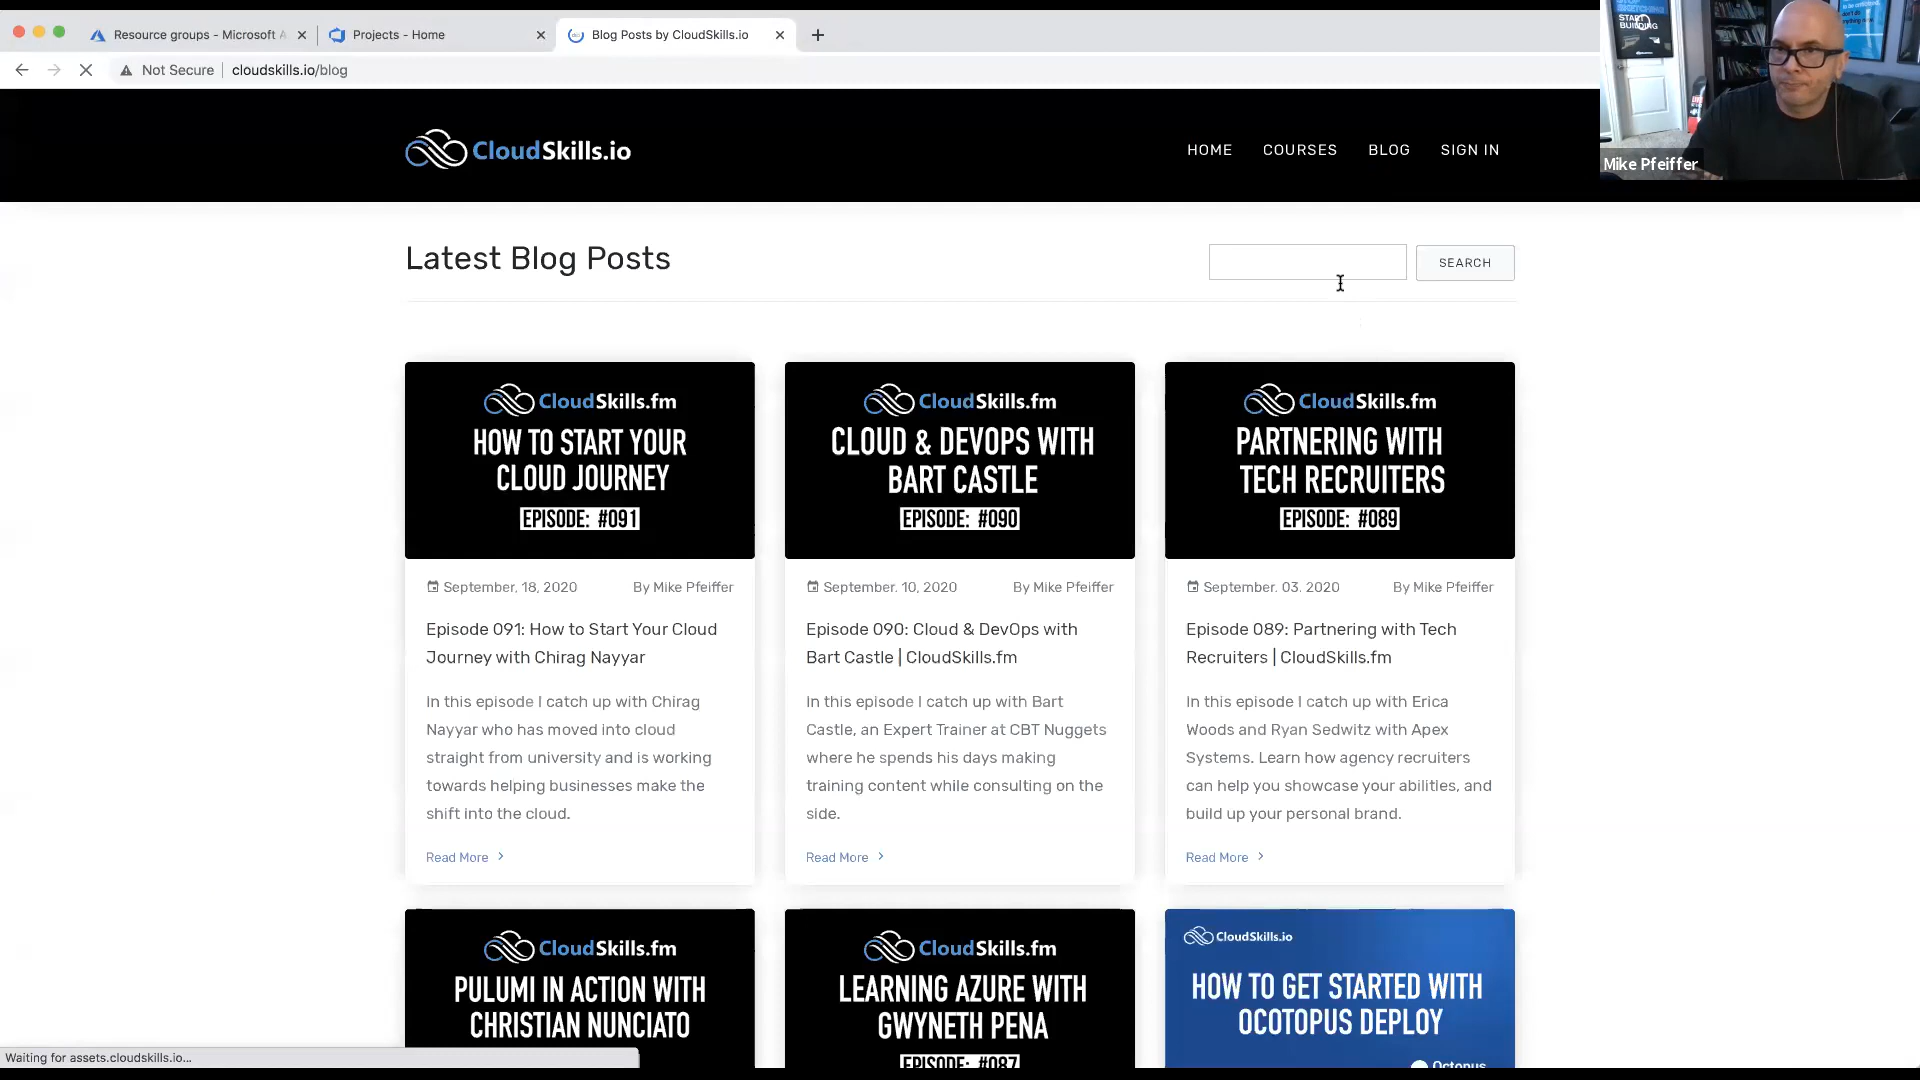 Resource groups - Microsoft A
Projects - Home
Blog Posts by CloudSkills.io
Not Secure
cloudskills.io/blog
START
BUILDING
Mike Pfeiffer
CloudSkills.io
HOME
COURSES
BLOG
SIGN IN
Latest Blog Posts
SEARCH
CloudSkills.fm
HOW TO START YOUR
CLOUD JOURNEY
EPISODE: #091
September, 18, 2020
By Mike Pfeiffer
Episode 091: How to Start Your Cloud
Journey with Chirag Nayyar
In this episode I catch up with Chirag
Nayyar who has moved into cloud
straight from university and is working
towards helping businesses make the
shift into the cloud.
Read More
CloudSkills.fm
CLOUD & DEVOPS WITH
BART CASTLE
EPISODE: #090
September. 10, 2020
By Mike Pfeiffer
Episode 090: Cloud & DevOps with
Bart Castle | CloudSkills.fm
In this episode I catch up with Bart
Castle, an Expert Trainer at CBT Nuggets
where he spends his days making
training content while consulting on the
side.
Read More
CloudSkills.fm
PARTNERING WITH
TECH RECRUITERS
EPISODE: #089
September. 03. 2020
By Mike Pfeiffer
Episode 089: Partnering with Tech
Recruiters | CloudSkills.fm
In this episode I catch up with Erica
Woods and Ryan Sedwitz with Apex
Systems. Learn how agency recruiters
can help you showcase your abilities, and
build up your personal brand.
Read More
CloudSkills.fm
PULUMI IN ACTION WITH
CHRISTIAN NUNCIATO
CloudSkills.fm
LEARNING AZURE WITH
GWYNETH PENA
EPISODE: #087
CloudSkills.io
HOW TO GET STARTED WITH
OCOTOPUS DEPLOY
Octopus
Waiting for assets.cloudskills.io...